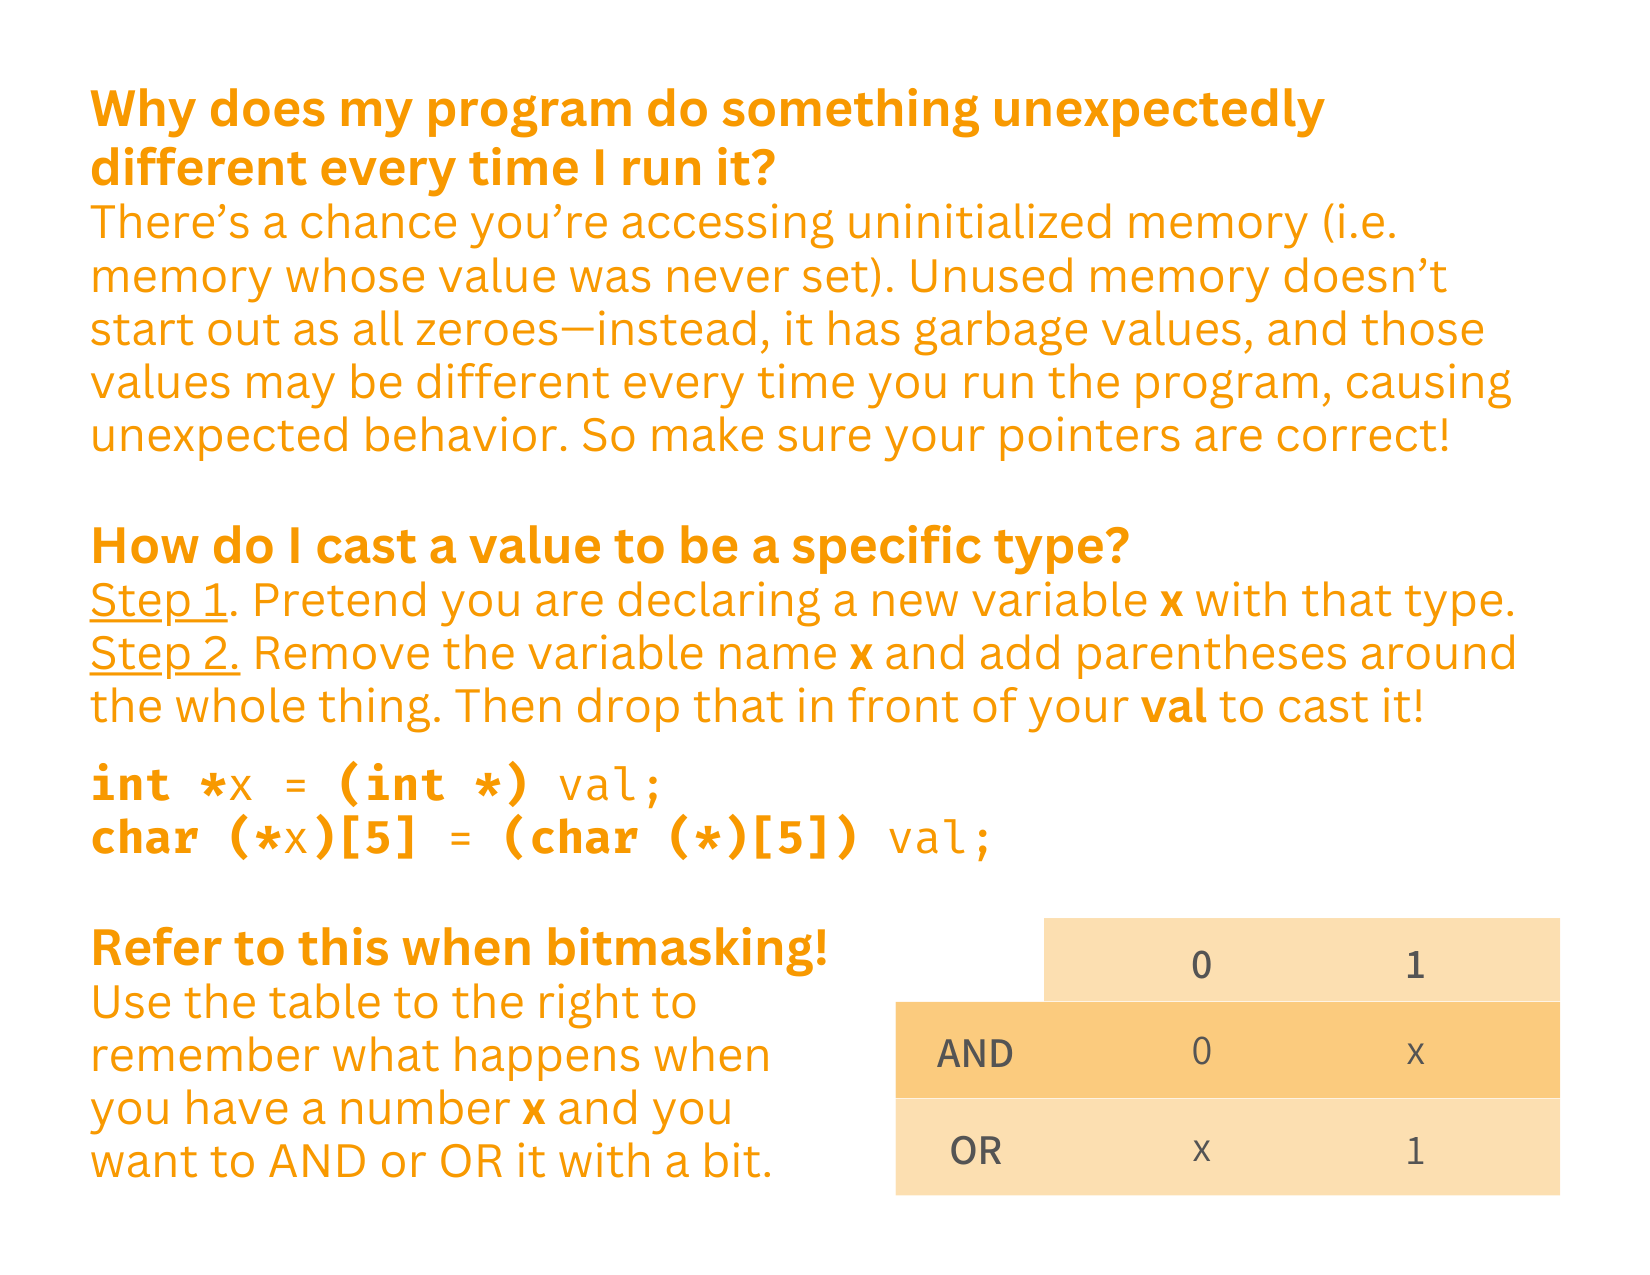 Why does my program do something unexpectedly
different every time I run it?
There’s a chance you’re accessing uninitialized memory (i.e.
memory whose value was never set). Unused memory doesn’t
start out as all zeroes—instead, it has garbage values, and those
values may be different every time you run the program, causing
unexpected behavior. So make sure your pointers are correct!
How do I cast a value to be a specific type?
Step 1. Pretend you are declaring a new variable x with that type.
Step 2. Remove the variable name x and add parentheses around
the whole thing. Then drop that in front of your val to cast it!
int *x = (int *) val;
char (*x)[5] = (char (*)[5]) val;
Refer to this when bitmasking!
Use the table to the right to
remember what happens when
you have a number x and you
want to AND or OR it with a bit.
0 1
AND 0 x
OR x 1